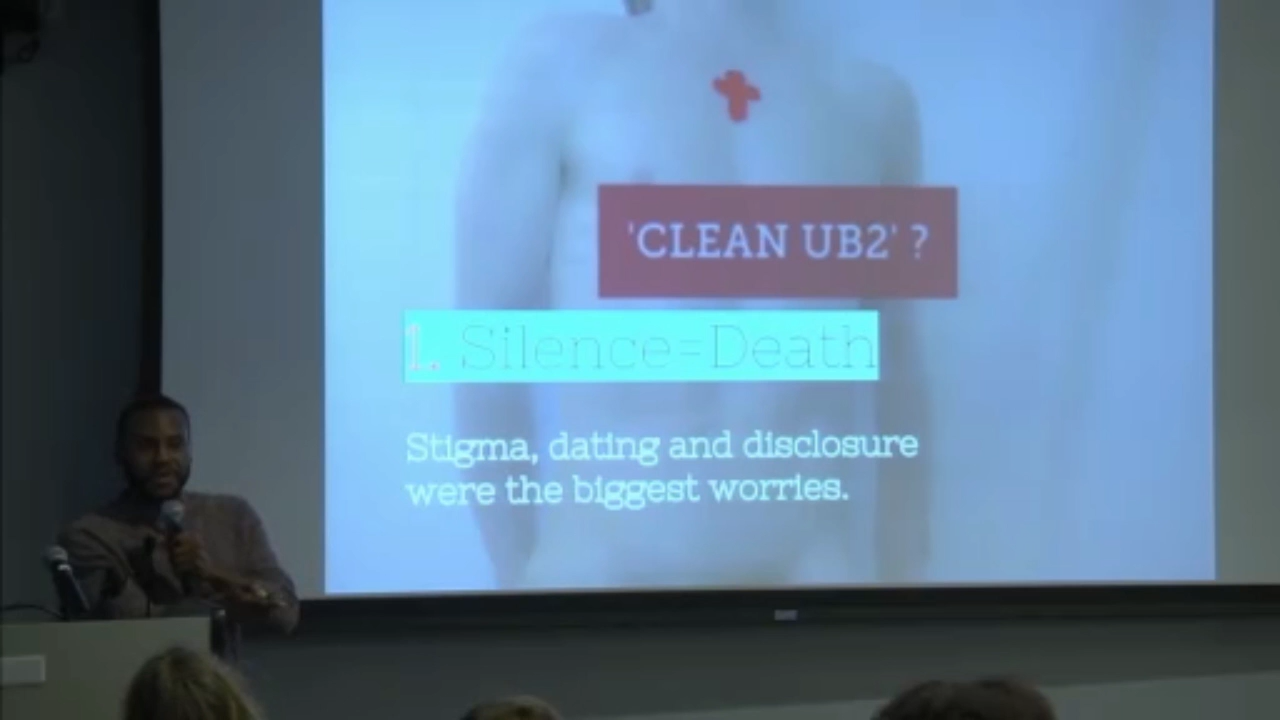 'CLEAN UB2' ?
1. Silence=Death
Stigma, dating and disclosure
were the biggest worries.